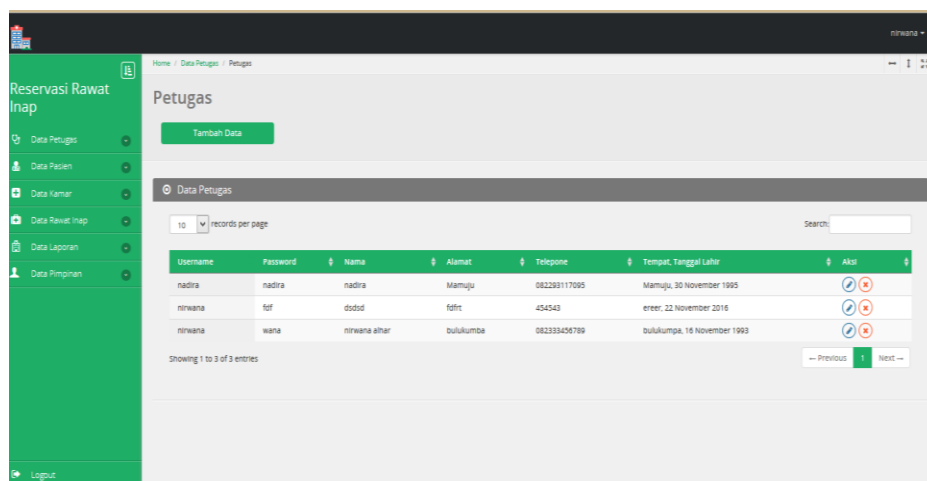 nirwana
Home / Data Petugas / Petugas
Reservasi Rawat
Inap
Data Petugas
Data Pasien
Data Kamar
Data Rawat Inap
Data Laporan
Data Pimpinan
Logout
Petugas
Tambah Data
Data Petugas
10 records per page Search:
Username Password Nama Alamat Telepone Tempat, Tanggal Lahir Aksi
nadira nadira nadira Mamuju 082293117095 Mamuju, 30 November 1995
nirwana fdf dsdsd fdfrt 454543 ereer, 22 November 2016
nirwana wana nirwana alhar bulukumba 082333456789 bulukumpa, 16 November 1993
Showing 1 to 3 of 3 entries
← Previous 1 Next →